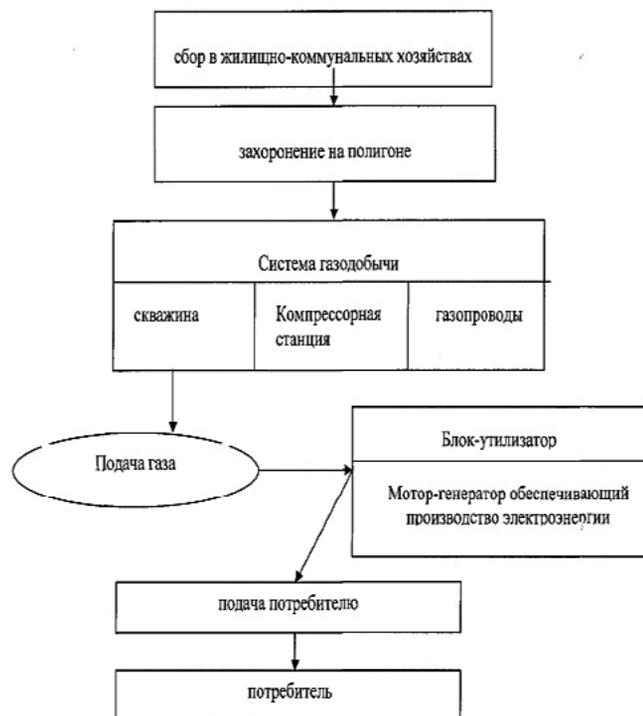 сбор в жилищно-коммунальных хозяйствах
захоронение на полигоне
Система газодобычи
скважина
Компрессорная
станция
газопроводы
Подача газа
Блок-утилизатор
Мотор-генератор обеспечивающий
производство электроэнергии
подача потребителю
потребитель